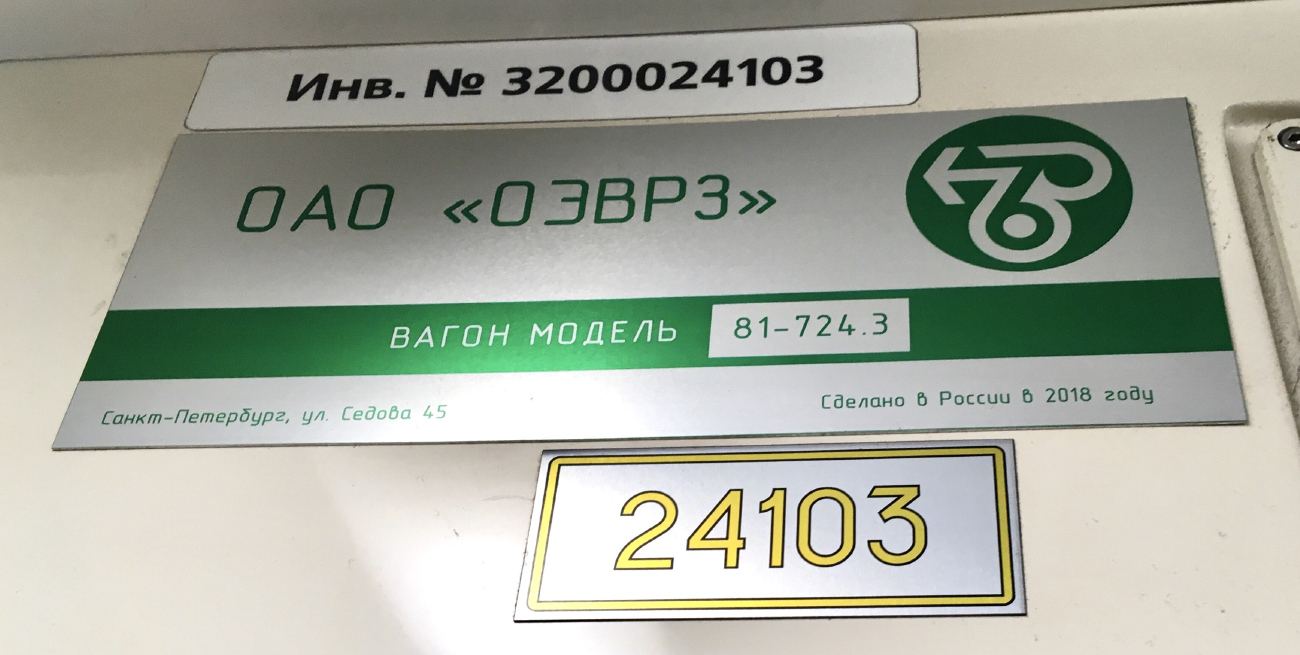 Инв. № 3200024103
ОАО «ОЭВРЗ»
ВАГОН МОДЕЛЬ 81-724.3
Санкт-Петербург, ул. Седова 45
Сделано в России в 2018 году
24103